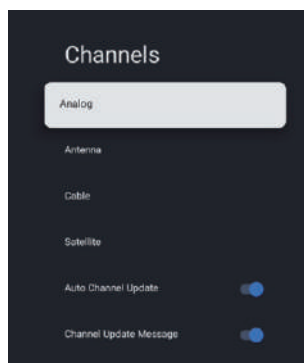 Channels
Analog
Antenna
Cable
Satellite
Auto Channel Update
Channel Update Message